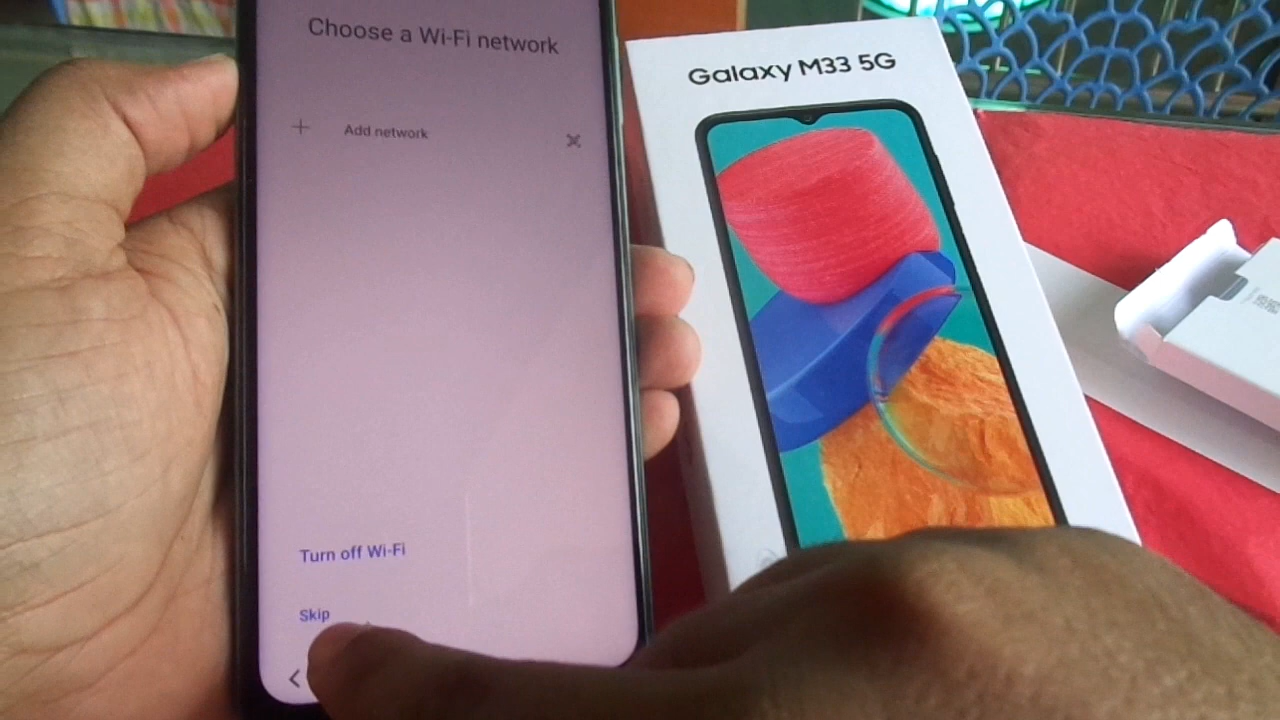 Choose a Wi-Fi network
Add network
Turn off Wi-Fi
Skip
Galaxy M33 5G